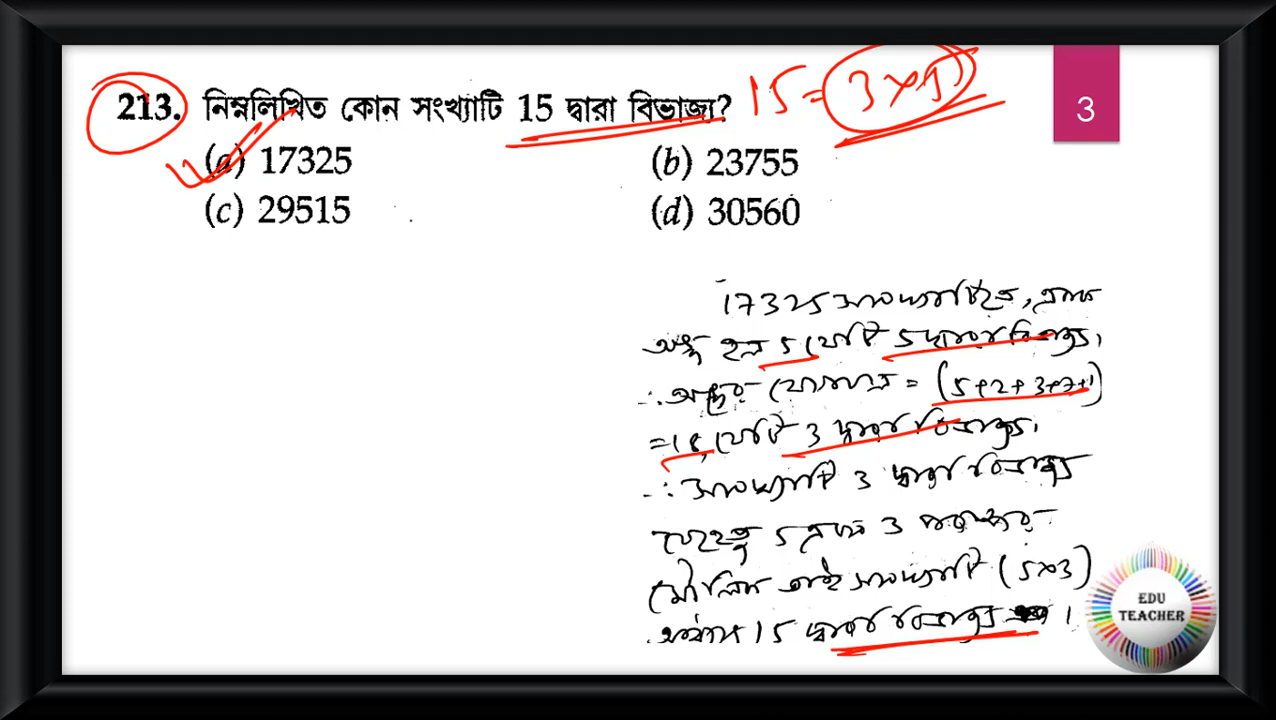 3
213. নিম্নলিখিত কোন সংখ্যাটি 15 দ্বারা বিভাজ্য? 15 = 3×5
(a) 17325 (b) 23755
(c) 29515 (d) 30560
17325 সংখ্যাটির, একক
অঙ্ক হল 5 যেটি 5 দ্বারা বিভাজ্য।
∴ অঙ্কের যোগফল = (5+2+3+7+1)
=18, যেটি 3 দ্বারা বিভাজ্য।
∴ সংখ্যাটি 3 দ্বারা বিভাজ্য
যেহেতু 5 এবং 3 পরস্পর
মৌলিক তাই সংখ্যাটি (5×3)
অর্থাৎ 15 দ্বারা বিভাজ্য।
EDU
TEACHER